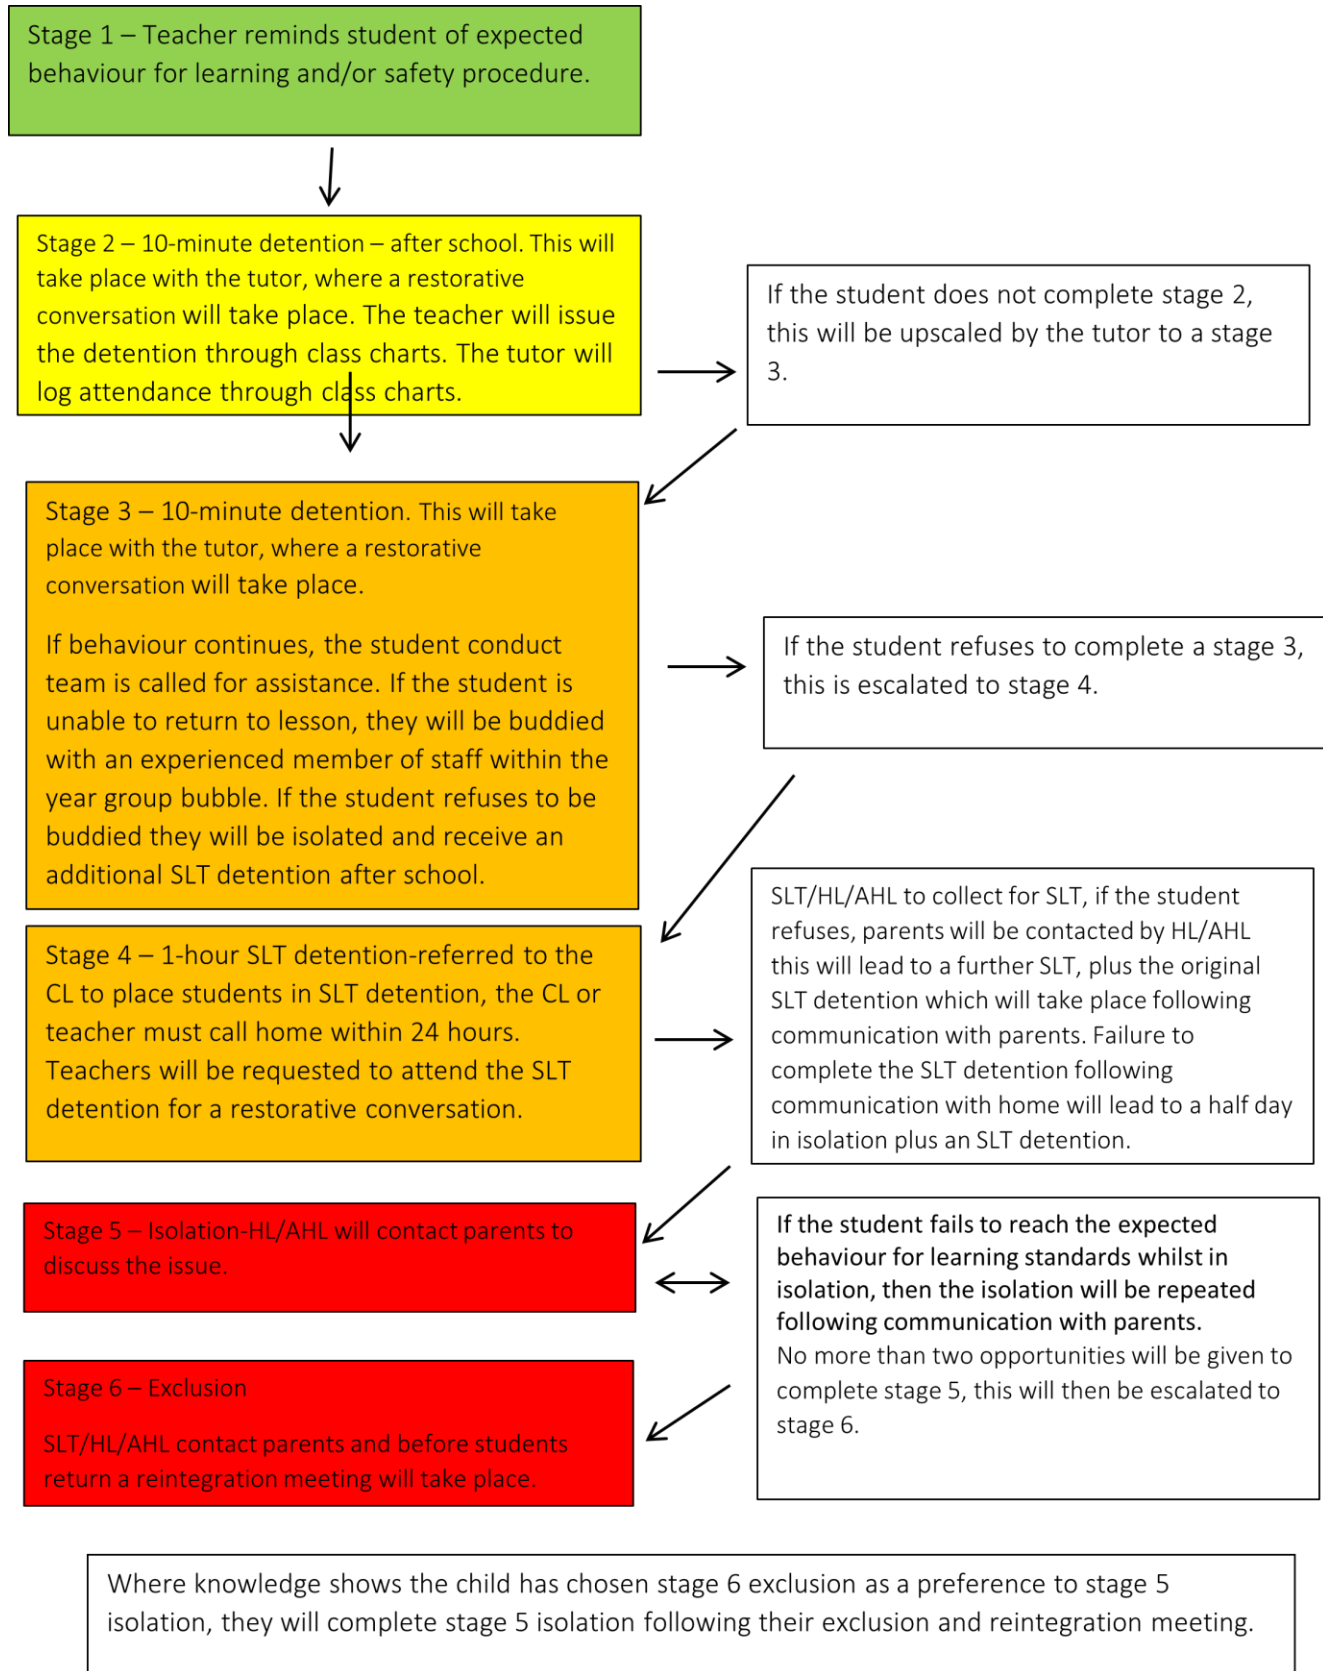 Stage 1 – Teacher reminds student of expected
behaviour for learning and/or safety procedure.
Stage 2 – 10-minute detention – after school. This will
take place with the tutor, where a restorative
conversation will take place. The teacher will issue
the detention through class charts. The tutor will
log attendance through class charts.
If the student does not complete stage 2,
this will be upscaled by the tutor to a stage
3.
Stage 3 – 10-minute detention. This will take
place with the tutor, where a restorative
conversation will take place.
If behaviour continues, the student conduct
team is called for assistance. If the student is
unable to return to lesson, they will be buddied
with an experienced member of staff within the
year group bubble. If the student refuses to be
buddied they will be isolated and receive an
additional SLT detention after school.
If the student refuses to complete a stage 3,
this is escalated to stage 4.
Stage 4 – 1-hour SLT detention-referred to the
CL to place students in SLT detention, the CL or
teacher must call home within 24 hours.
Teachers will be requested to attend the SLT
detention for a restorative conversation.
SLT/HL/AHL to collect for SLT, if the student
refuses, parents will be contacted by HL/AHL
this will lead to a further SLT, plus the original
SLT detention which will take place following
communication with parents. Failure to
complete the SLT detention following
communication with home will lead to a half day
in isolation plus an SLT detention.
Stage 5 – Isolation-HL/AHL will contact parents to
discuss the issue.
If the student fails to reach the expected
behaviour for learning standards whilst in
isolation, then the isolation will be repeated
following communication with parents.
No more than two opportunities will be given to
complete stage 5, this will then be escalated to
stage 6.
Stage 6 – Exclusion
SLT/HL/AHL contact parents and before students
return a reintegration meeting will take place.
Where knowledge shows the child has chosen stage 6 exclusion as a preference to stage 5
isolation, they will complete stage 5 isolation following their exclusion and reintegration meeting.